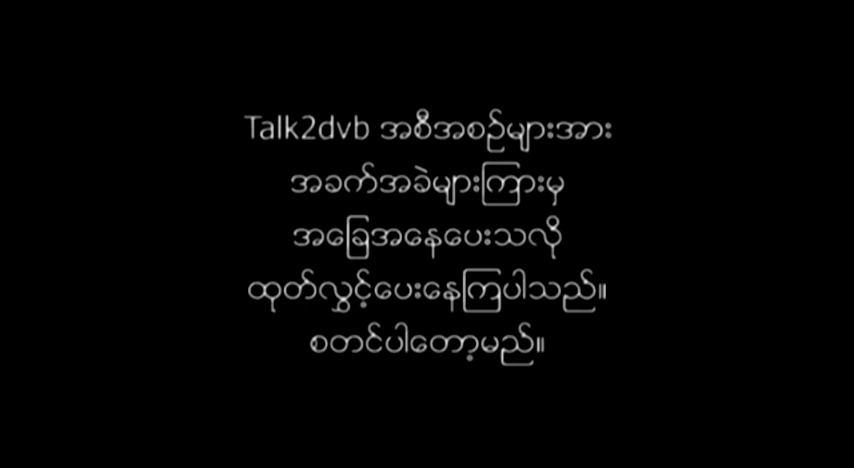 Talk2dvb အစီအစဉ်များအား
အခက်အခဲများကြားမှ
အခြေအနေပေးသလို
ထုတ်လွှင့်ပေးနေကြပါသည်။
စတင်ပါတော့မည်။